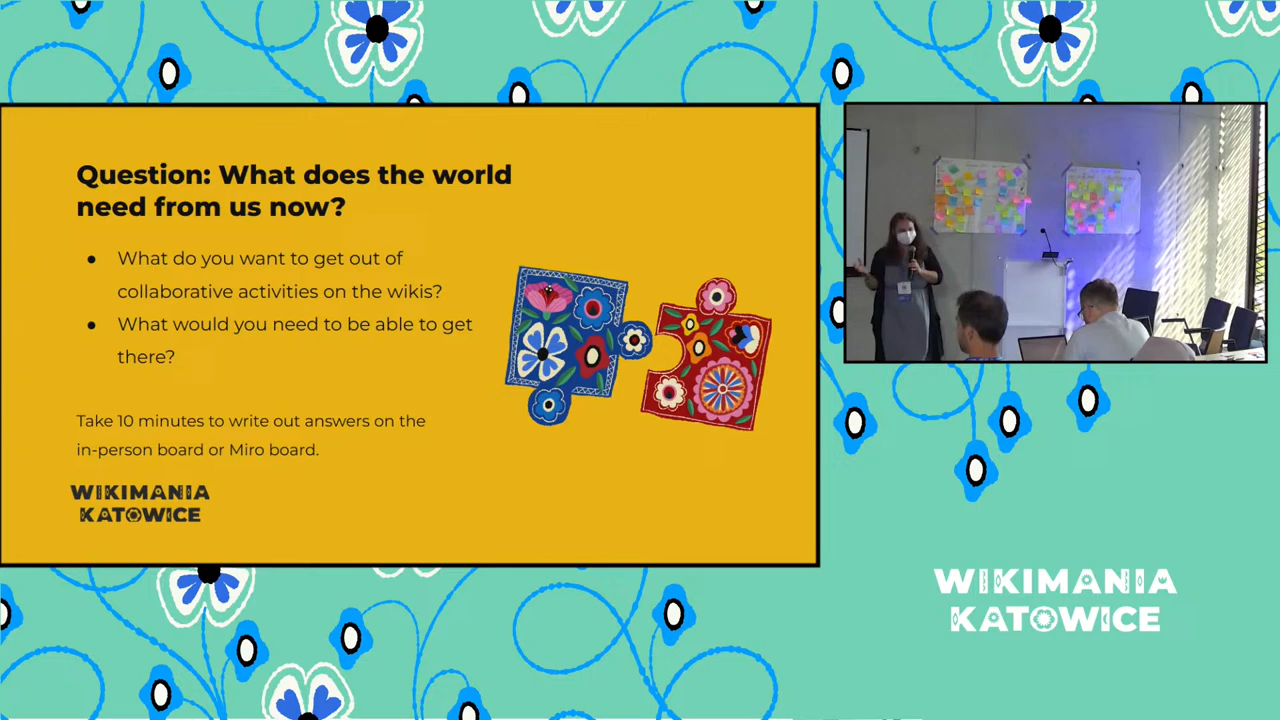 Question: What does the world
need from us now?
● What do you want to get out of
collaborative activities on the wikis?
● What would you need to be able to get
there?
Take 10 minutes to write out answers on the
in-person board or Miro board.
WIKIMANIA
KATOWICE
WIKIMANIA
KATOWICE